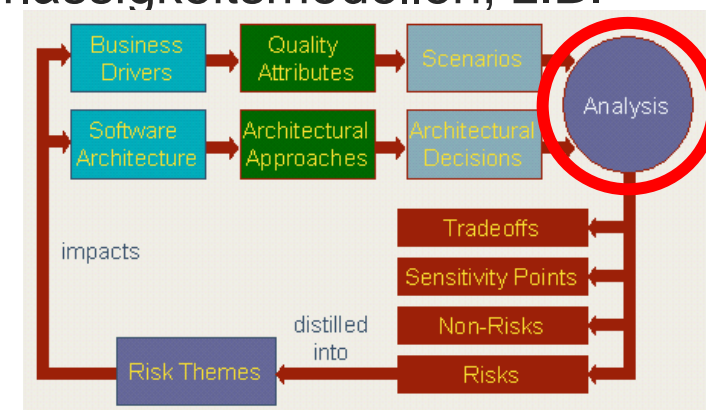 mässigkeitsmodellen, z.B.
Business
Drivers
Quality
Attributes
Scenarios
Analysis
Software
Architecture
Architectural
Approaches
Architectural
Decisions
Tradeoffs
impacts
Sensitivity Points
distilled
into
Non-Risks
Risk Themes
Risks